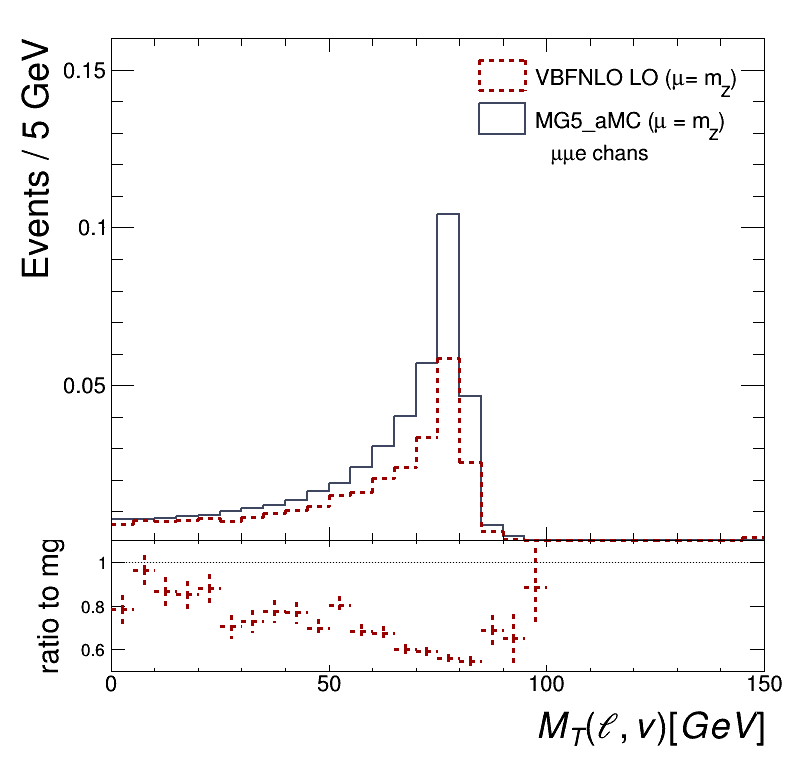 Events / 5 GeV
0.15
0.1
0.05
VBFNLO LO (μ= m_Z)
MG5_aMC (μ = m_Z)
μμe chans
ratio to mg
1
0.8
0.6
0 50 100 150
M_T(ℓ, ν)[GeV]